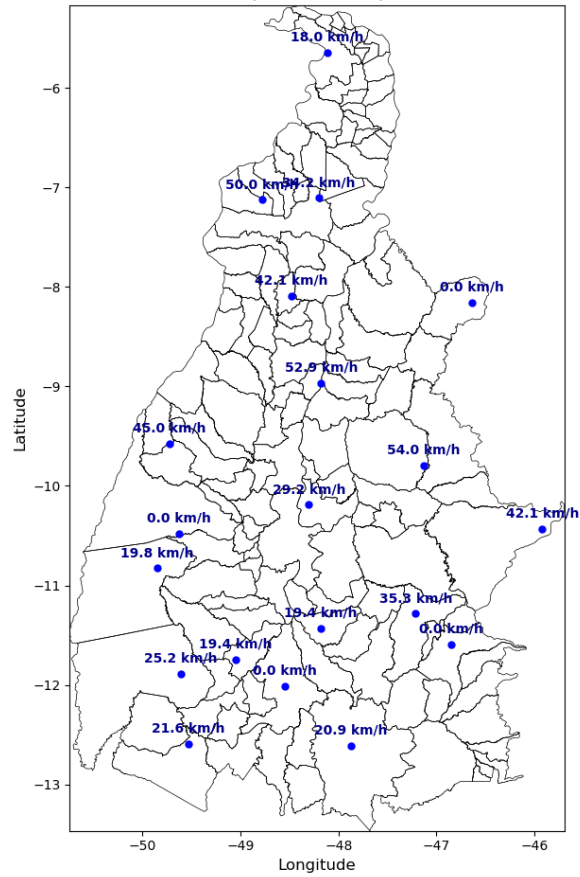 18.0 km/h
−6
−7
50.0 km/h
34.2 km/h
42.1 km/h
−8
0.0 km/h
52.9 km/h
−9
Latitude
45.0 km/h
54.0 km/h
−10
29.2 km/h
0.0 km/h
42.1 km/h
19.8 km/h
−11
35.3 km/h
19.4 km/h
0.0 km/h
19.4 km/h
25.2 km/h
0.0 km/h
−12
21.6 km/h
20.9 km/h
−13
−50
−49
−48
−47
−46
Longitude